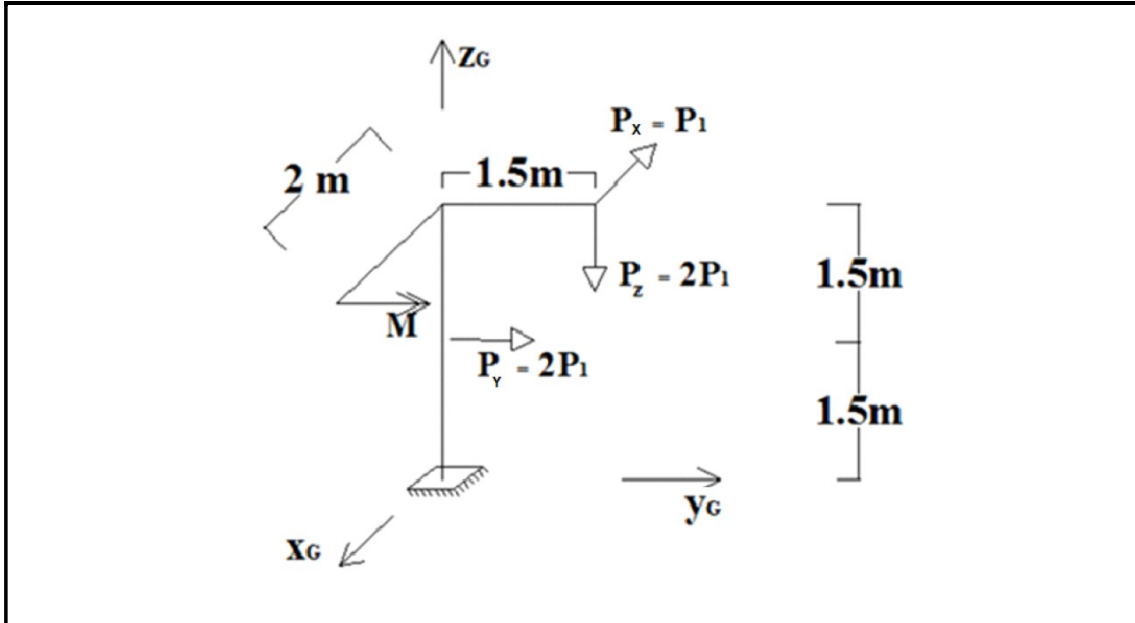 ZG
Px = P1
2 m
1.5m
Pz = 2P1
1.5m
M
PY = 2P1
1.5m
yG
xG